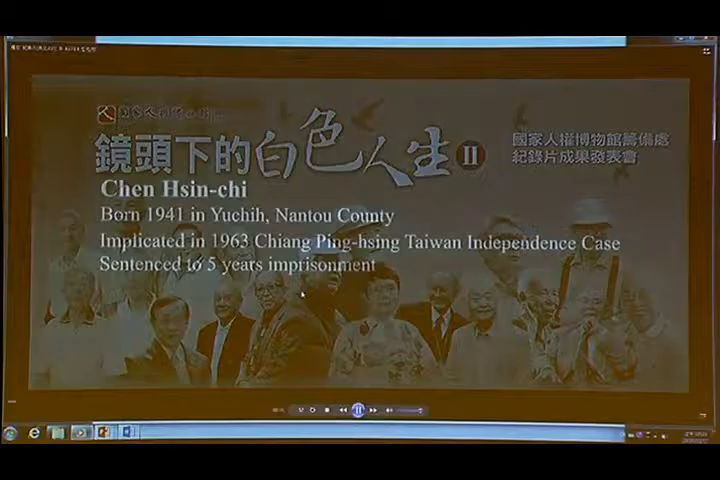 鏡頭下的白色人生 II
國家人權博物館籌備處
紀錄片成果發表會
Chen Hsin-chi
Born 1941 in Yuchih, Nantou County
Implicated in 1963 Chiang Ping-hsing Taiwan Independence Case
Sentenced to 5 years imprisonment